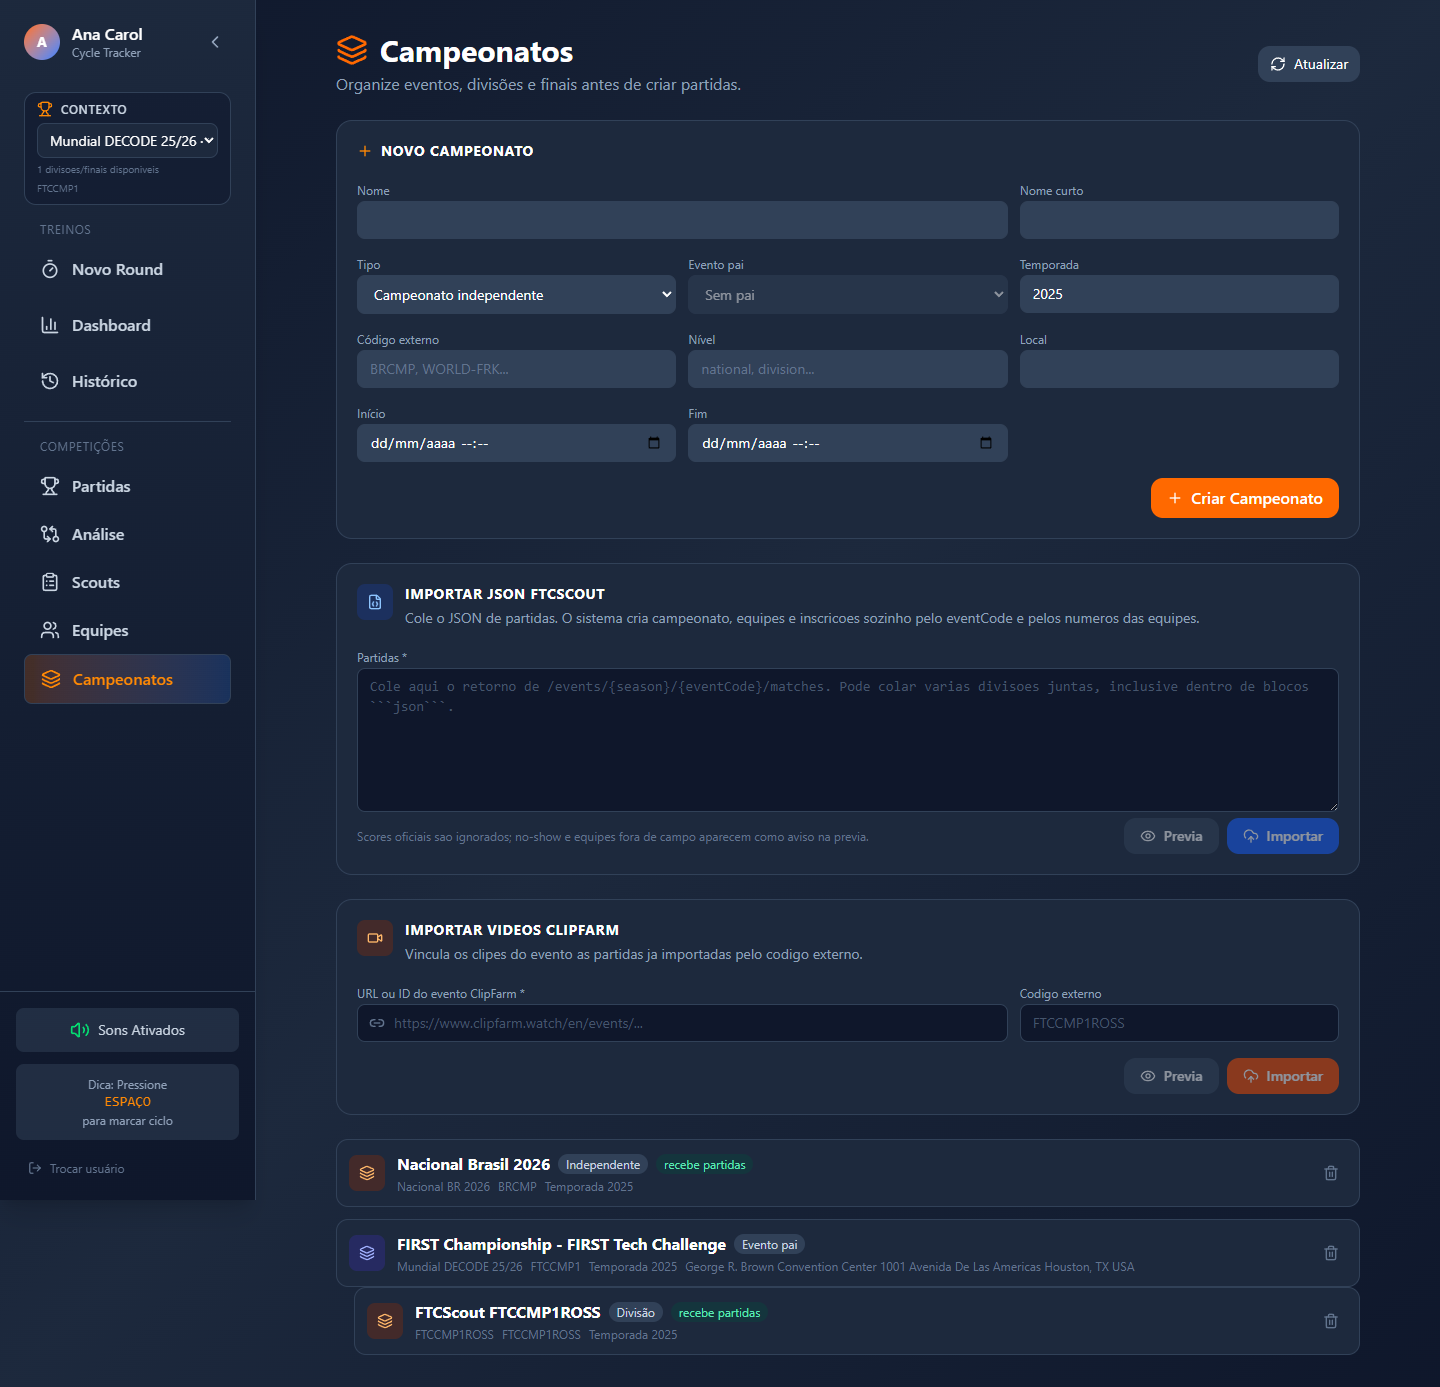 A
Ana Carol
Cycle Tracker
CONTEXTO
Mundial DECODE 25/26 -
1 divisoes/finais disponiveis
FTCCMP1
TREINOS
Novo Round
Dashboard
Histórico
COMPETIÇÕES
Partidas
Análise
Scouts
Equipes
Campeonatos
Sons Ativados
Dica: Pressione
ESPAÇO
para marcar ciclo
Trocar usuário
Campeonatos
Organize eventos, divisões e finais antes de criar partidas.
Atualizar
NOVO CAMPEONATO
Nome
Nome curto
Tipo
Evento pai
Temporada
Campeonato independente
Sem pai
2025
Código externo
Nível
Local
BRCMP, WORLD-FRK...
national, division...
Início
Fim
dd/mm/aaaa --:--
dd/mm/aaaa --:--
Criar Campeonato
IMPORTAR JSON FTCSCOUT
Cole o JSON de partidas. O sistema cria campeonato, equipes e inscricoes sozinho pelo eventCode e pelos numeros das equipes.
Partidas *
Cole aqui o retorno de /events/{season}/{eventCode}/matches. Pode colar varias divisoes juntas, inclusive dentro de blocos
```json```.
Scores oficiais sao ignorados; no-show e equipes fora de campo aparecem como aviso na previa.
Previa
Importar
IMPORTAR VIDEOS CLIPFARM
Vincula os clipes do evento as partidas ja importadas pelo codigo externo.
URL ou ID do evento ClipFarm *
Codigo externo
https://www.clipfarm.watch/en/events/...
FTCCMP1ROSS
Previa
Importar
Nacional Brasil 2026 Independente recebe partidas
Nacional BR 2026 BRCMP Temporada 2025
FIRST Championship - FIRST Tech Challenge Evento pai
Mundial DECODE 25/26 FTCCMP1 Temporada 2025 George R. Brown Convention Center 1001 Avenida De Las Americas Houston, TX USA
FTCScout FTCCMP1ROSS Divisão recebe partidas
FTCCMP1ROSS FTCCMP1ROSS Temporada 2025